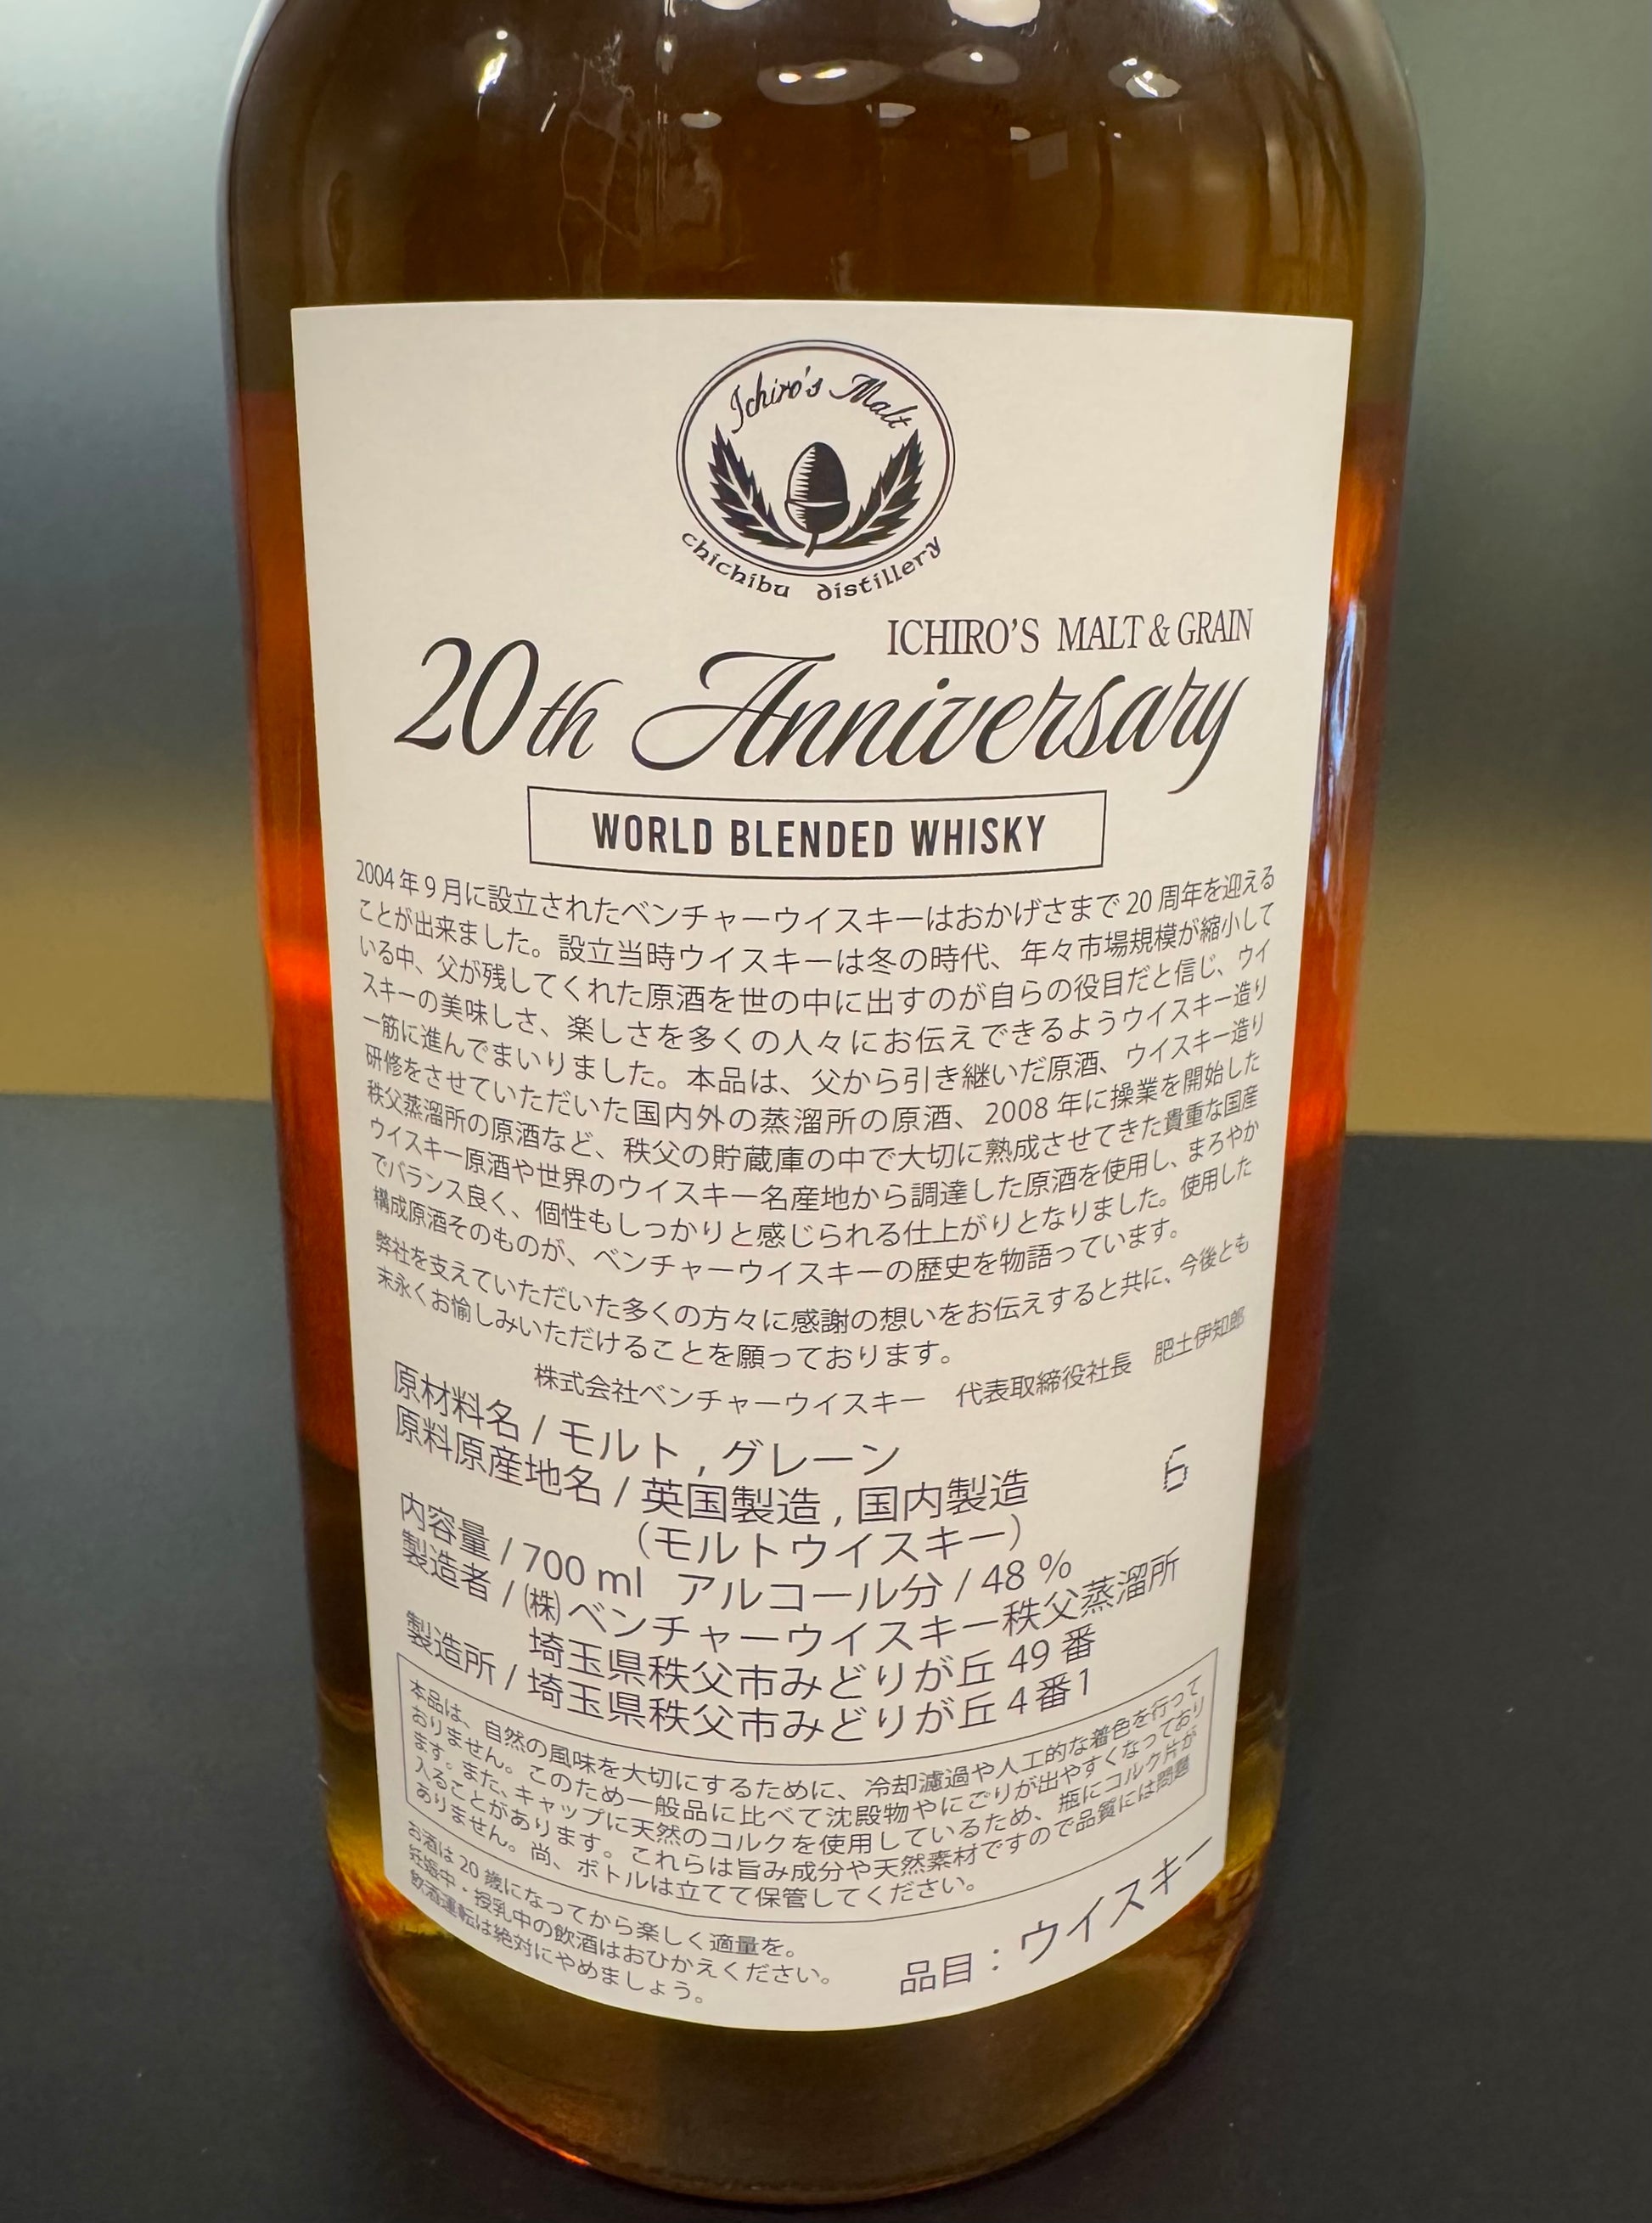 Ichiro's Malt
chichibu distillery
ICHIRO'S MALT & GRAIN
20th Anniversary
WORLD BLENDED WHISKY
2004年9月に設立されたベンチャーウイスキーはおかげさまで20周年を迎える
ことが出来ました。設立当時ウイスキーは冬の時代、年々市場規模が縮小して
いる中、父が残してくれた原酒を世の中に出すのが自らの役目だと信じ、ウイ
スキーの美味しさ、楽しさを多くの人々にお伝えできるようウイスキー造り
一筋に進んでまいりました。本品は、父から引き継いだ原酒、ウイスキー造り
研修をさせていただいた国内外の蒸溜所の原酒、2008年に操業を開始した
秩父蒸溜所の原酒など、秩父の貯蔵庫の中で大切に熟成させてきた貴重な国産
ウイスキー原酒や世界のウイスキー名産地から調達した原酒を使用し、まろやか
でバランス良く、個性もしっかりと感じられる仕上がりとなりました。使用した
構成原酒そのものが、ベンチャーウイスキーの歴史を物語っています。
弊社を支えていただいた多くの方々に感謝の想いをお伝えすると共に、今後とも
末永くお愉しみいただけることを願っております。
株式会社ベンチャーウイスキー 代表取締役社長 肥土伊知郎
原材料名 / モルト , グレーン
原料原産地名 / 英国製造 , 国内製造
(モルトウイスキー)
6
内容量 / 700 ml アルコール分 / 48 %
製造者 / ㈱ベンチャーウイスキー秩父蒸溜所
埼玉県秩父市みどりが丘 49 番
製造所 / 埼玉県秩父市みどりが丘 4 番1
本品は、自然の風味を大切にするために、冷却濾過や人工的な着色を行って
おりません。このため一般品に比べて沈殿物やにごりが出やすくなっており
ます。また、キャップに天然のコルクを使用しているため、瓶にコルク片が
入ることがあります。これらは旨み成分や天然素材ですので品質には問題
ありません。尚、ボトルは立てて保管してください。
お酒は20歳になってから楽しく適量を。
妊娠中・授乳中の飲酒はおひかえください。
飲酒運転は絶対にやめましょう。
品目：ウイスキー